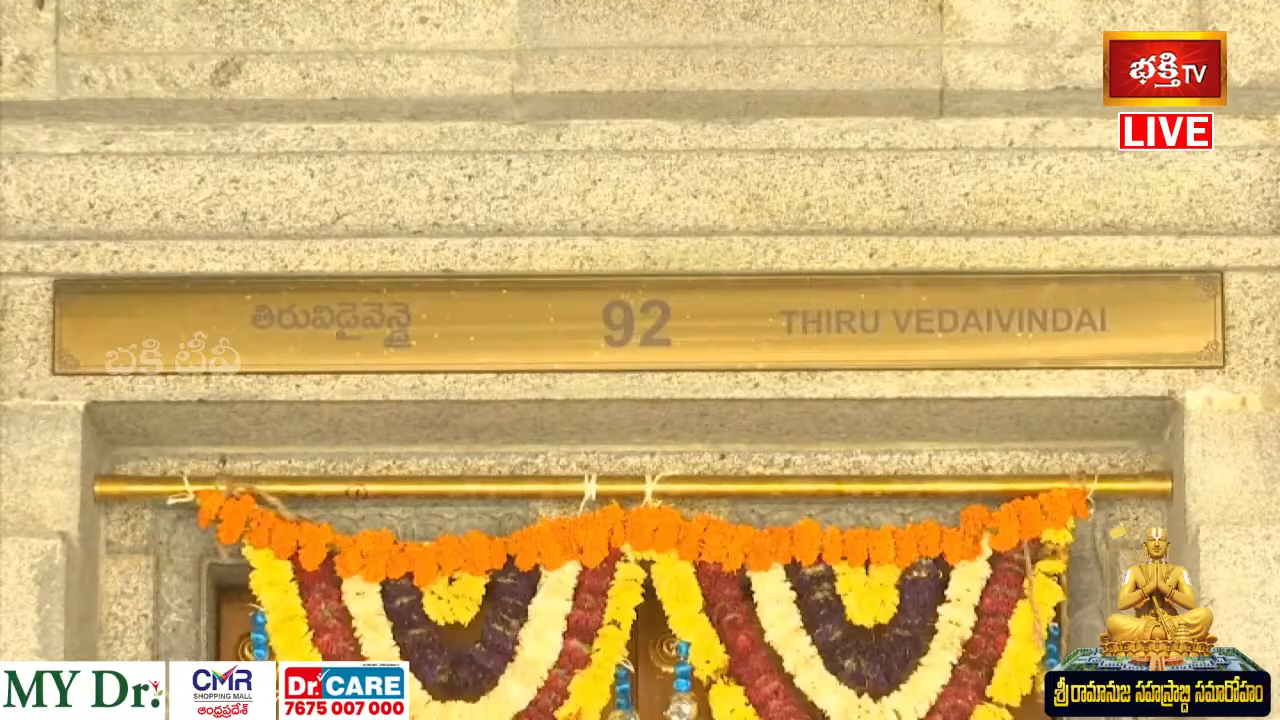 భక్తి TV
LIVE
తిరువిడైవెన్దై 92 THIRU VEDAIVINDAI
భక్తి టీవీ
MY Dr.
CMR
SHOPPING MALL
ఆంధ్రప్రదేశ్
Dr. CARE
7675 007 000
శ్రీ రామానుజ సహస్రాబ్ది సమారోహం